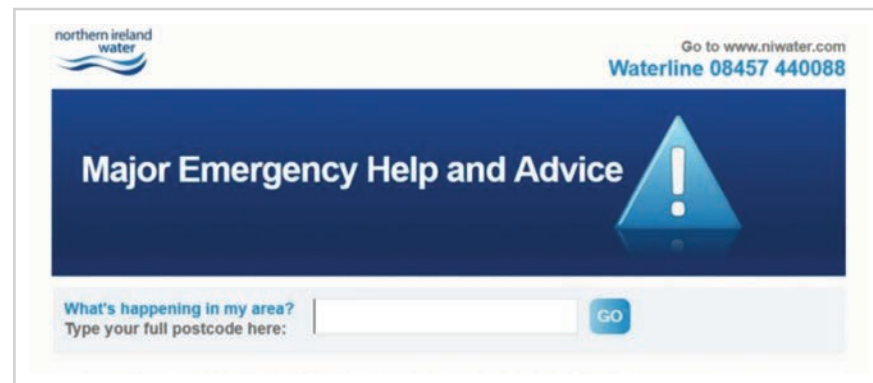 northern ireland
water
Go to www.niwater.com
Waterline 08457 440088
Major Emergency Help and Advice
!
What's happening in my area?
Type your full postcode here:
GO